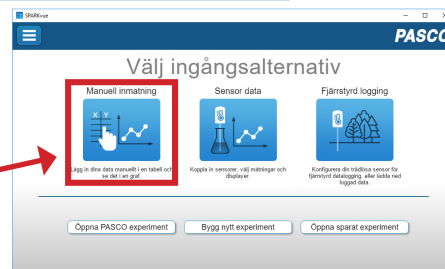 SPARKvue
PASCO
Välj ingångsalternativ
Manuell inmatning
Sensor data
Fjärrstyrd logging
X Y
Lägg in dina data manuellt i en tabell och
se det i en graf.
Koppla in sensorer, välj mätningar och
displayer.
Konfigurera din trådlösa sensor för
fjärrstyrd datalogging, eller ladda ned
loggad data.
Öppna PASCO experiment
Bygg nytt experiment
Öppna sparat experiment